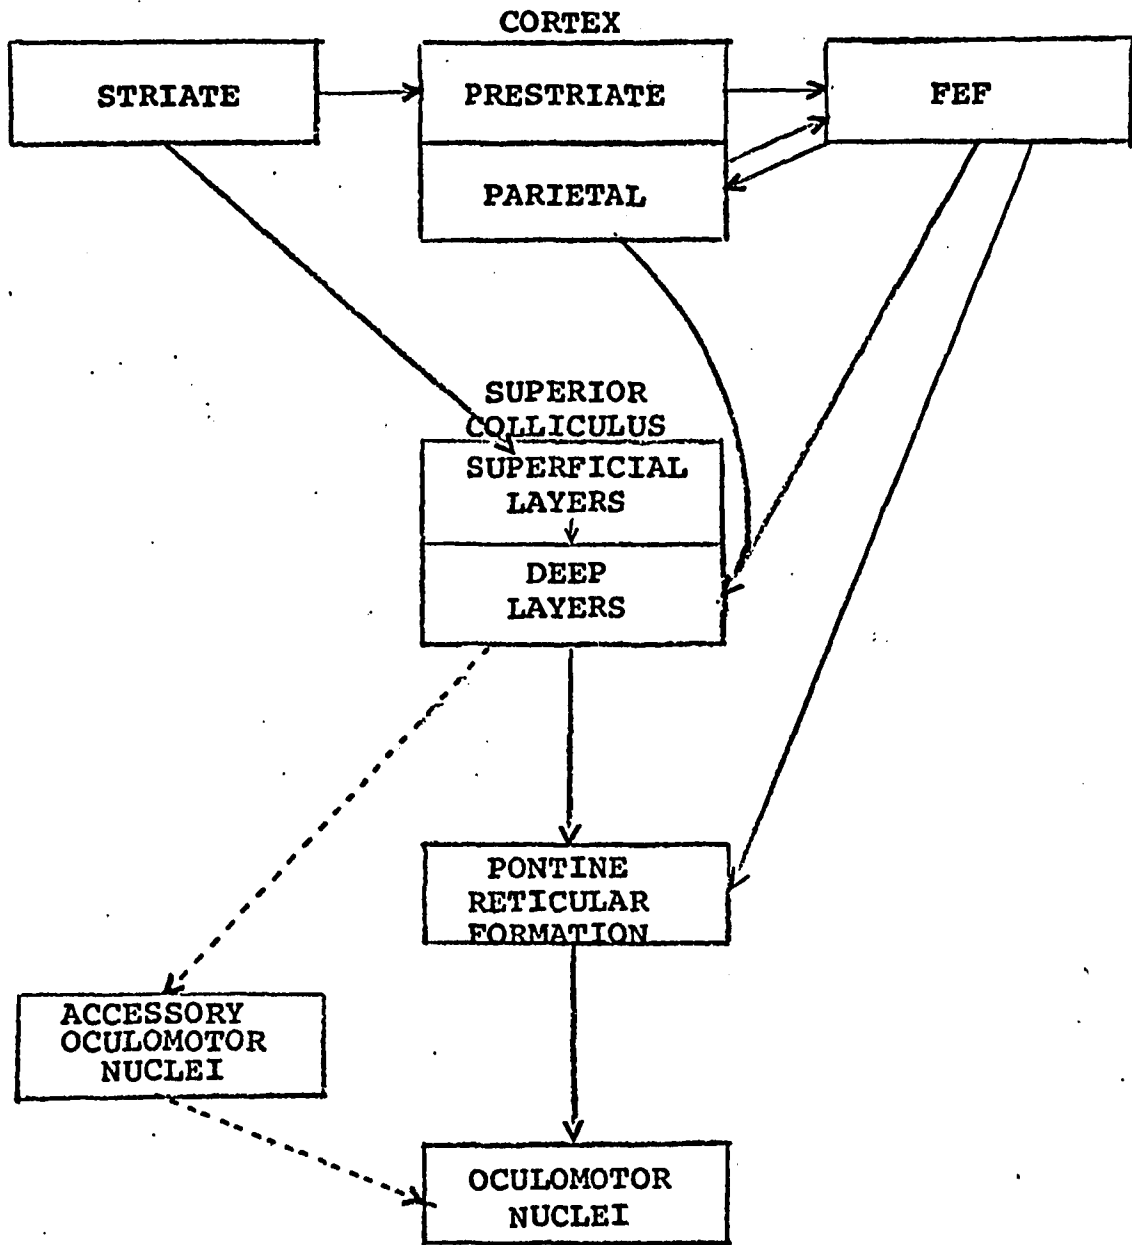 CORTEX
STRIATE
PRESTRIATE
FEF
PARIETAL
SUPERIOR
COLLICULUS
SUPERFICIAL
LAYERS
DEEP
LAYERS
PONTINE
RETICULAR
FORMATION
ACCESSORY
OCULOMOTOR
NUCLEI
OCULOMOTOR
NUCLEI